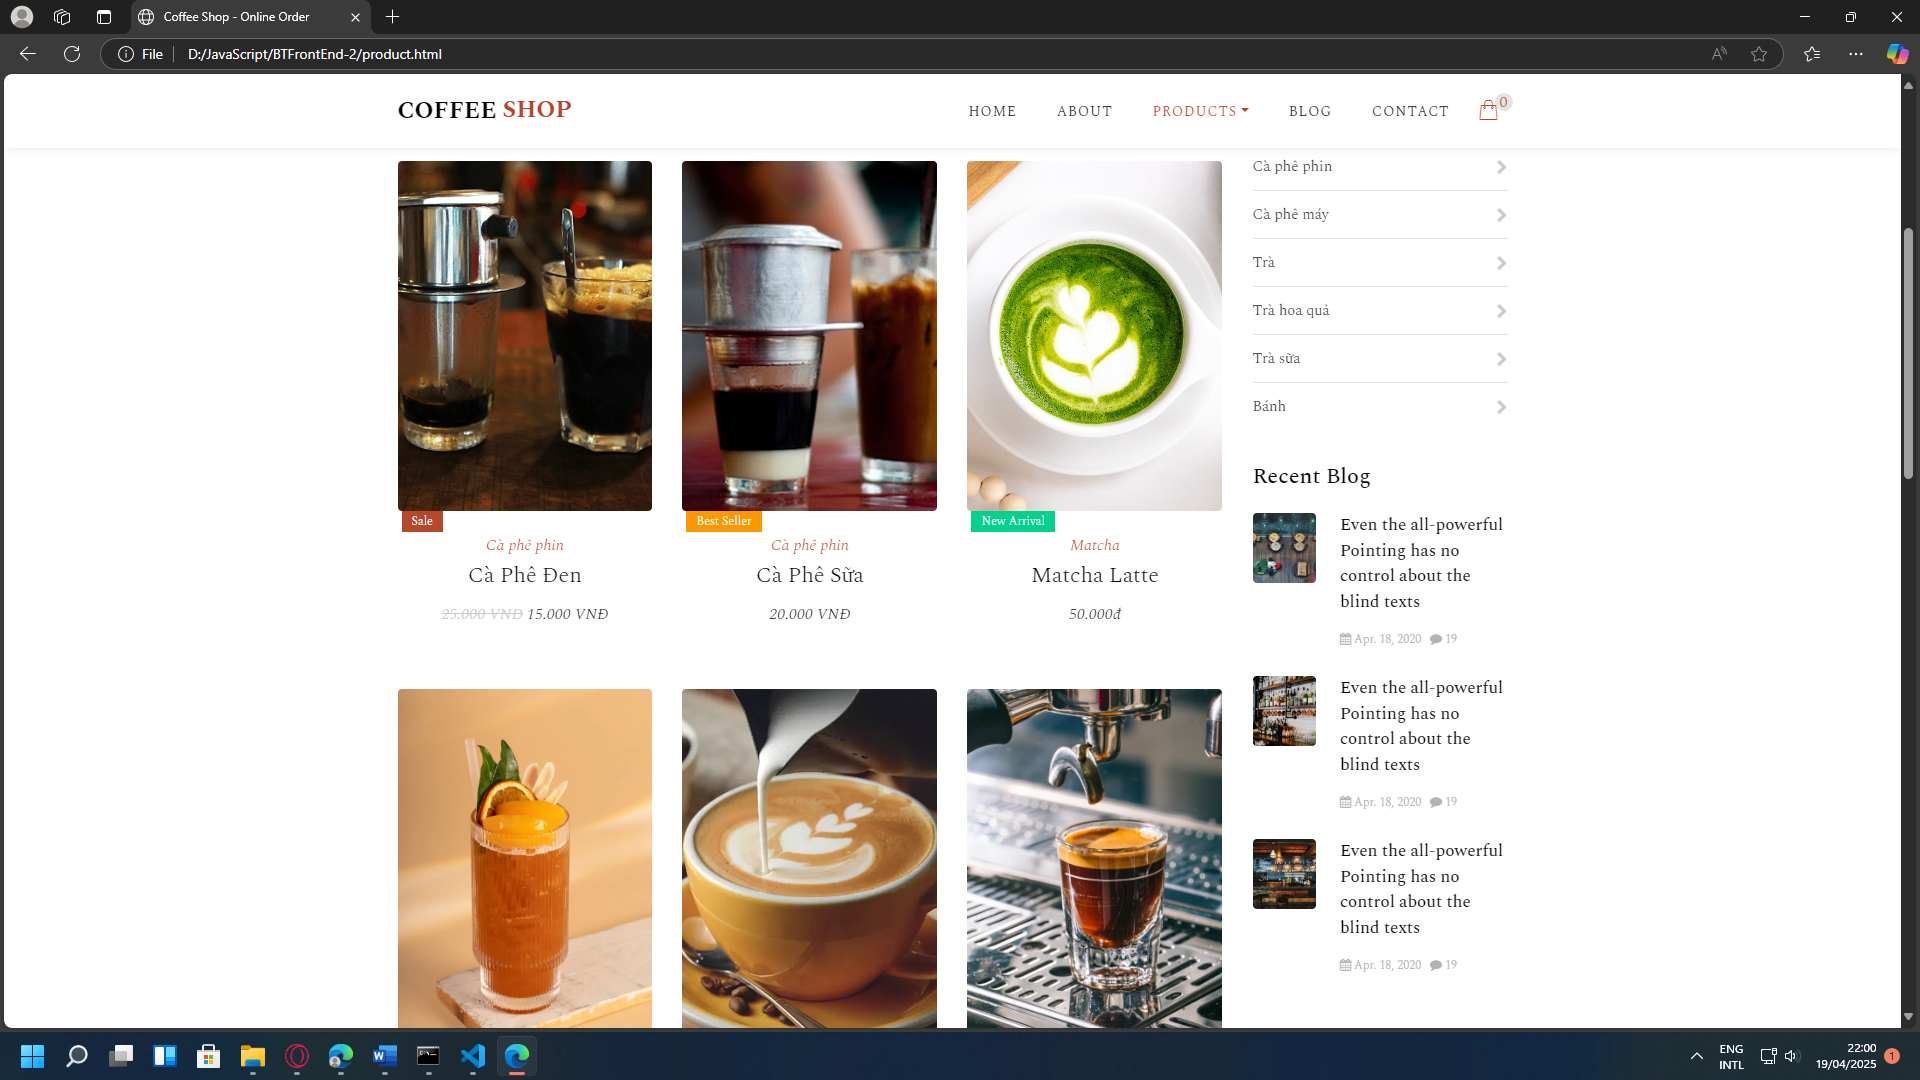 Coffee Shop - Online Order
File
D:/JavaScript/BTFrontEnd-2/product.html
COFFEE SHOP
HOME
ABOUT
PRODUCTS
BLOG
CONTACT
0
Sale
Cà phê phin
Cà Phê Đen
25.000 VNĐ 15.000 VNĐ
Best Seller
Cà phê phin
Cà Phê Sữa
20.000 VNĐ
New Arrival
Matcha
Matcha Latte
50.000đ
Cà phê phin
Cà phê máy
Trà
Trà hoa quả
Trà sữa
Bánh
Recent Blog
Even the all-powerful
Pointing has no
control about the
blind texts
Apr. 18, 2020 19
Even the all-powerful
Pointing has no
control about the
blind texts
Apr. 18, 2020 19
Even the all-powerful
Pointing has no
control about the
blind texts
Apr. 18, 2020 19
ENG
INTL
22:00
19/04/2025
1